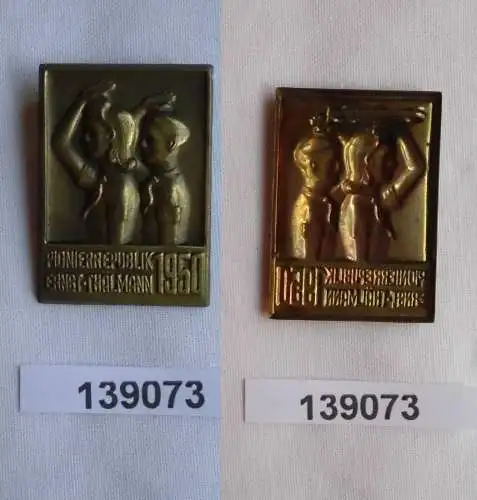 PIONIERREPUBLIK
ERNST-THÄLMANN 1950
139073
139073